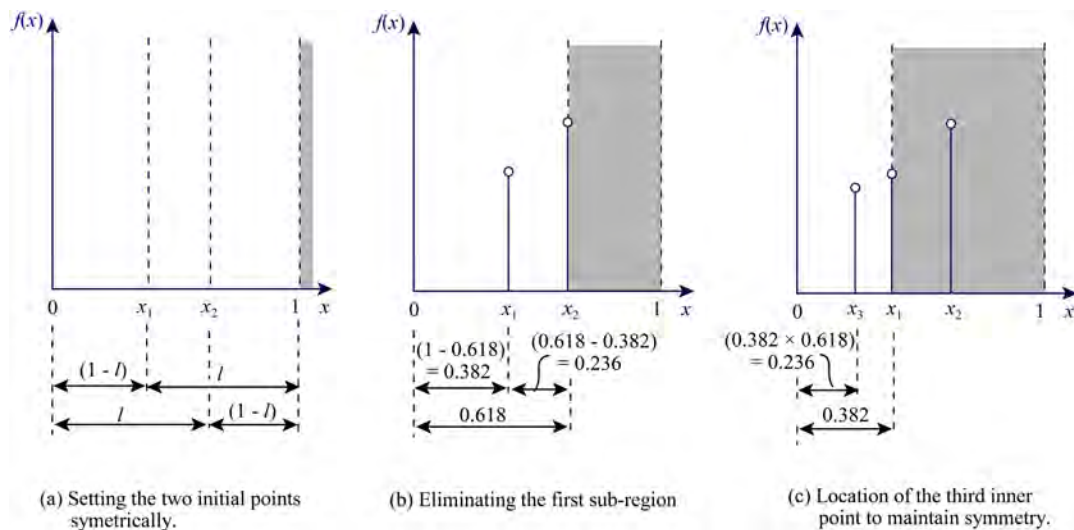 f(x)
0
x1
x2
1
x
(1 - l)
l
l
(1 - l)
(a) Setting the two initial points
symetrically.
f(x)
0
x1
x2
1
x
(1 - 0.618)
= 0.382
(0.618 - 0.382)
= 0.236
0.618
(b) Eliminating the first sub-region
f(x)
0
x3
x1
x2
1
x
(0.382 × 0.618)
= 0.236
0.382
(c) Location of the third inner
point to maintain symmetry.